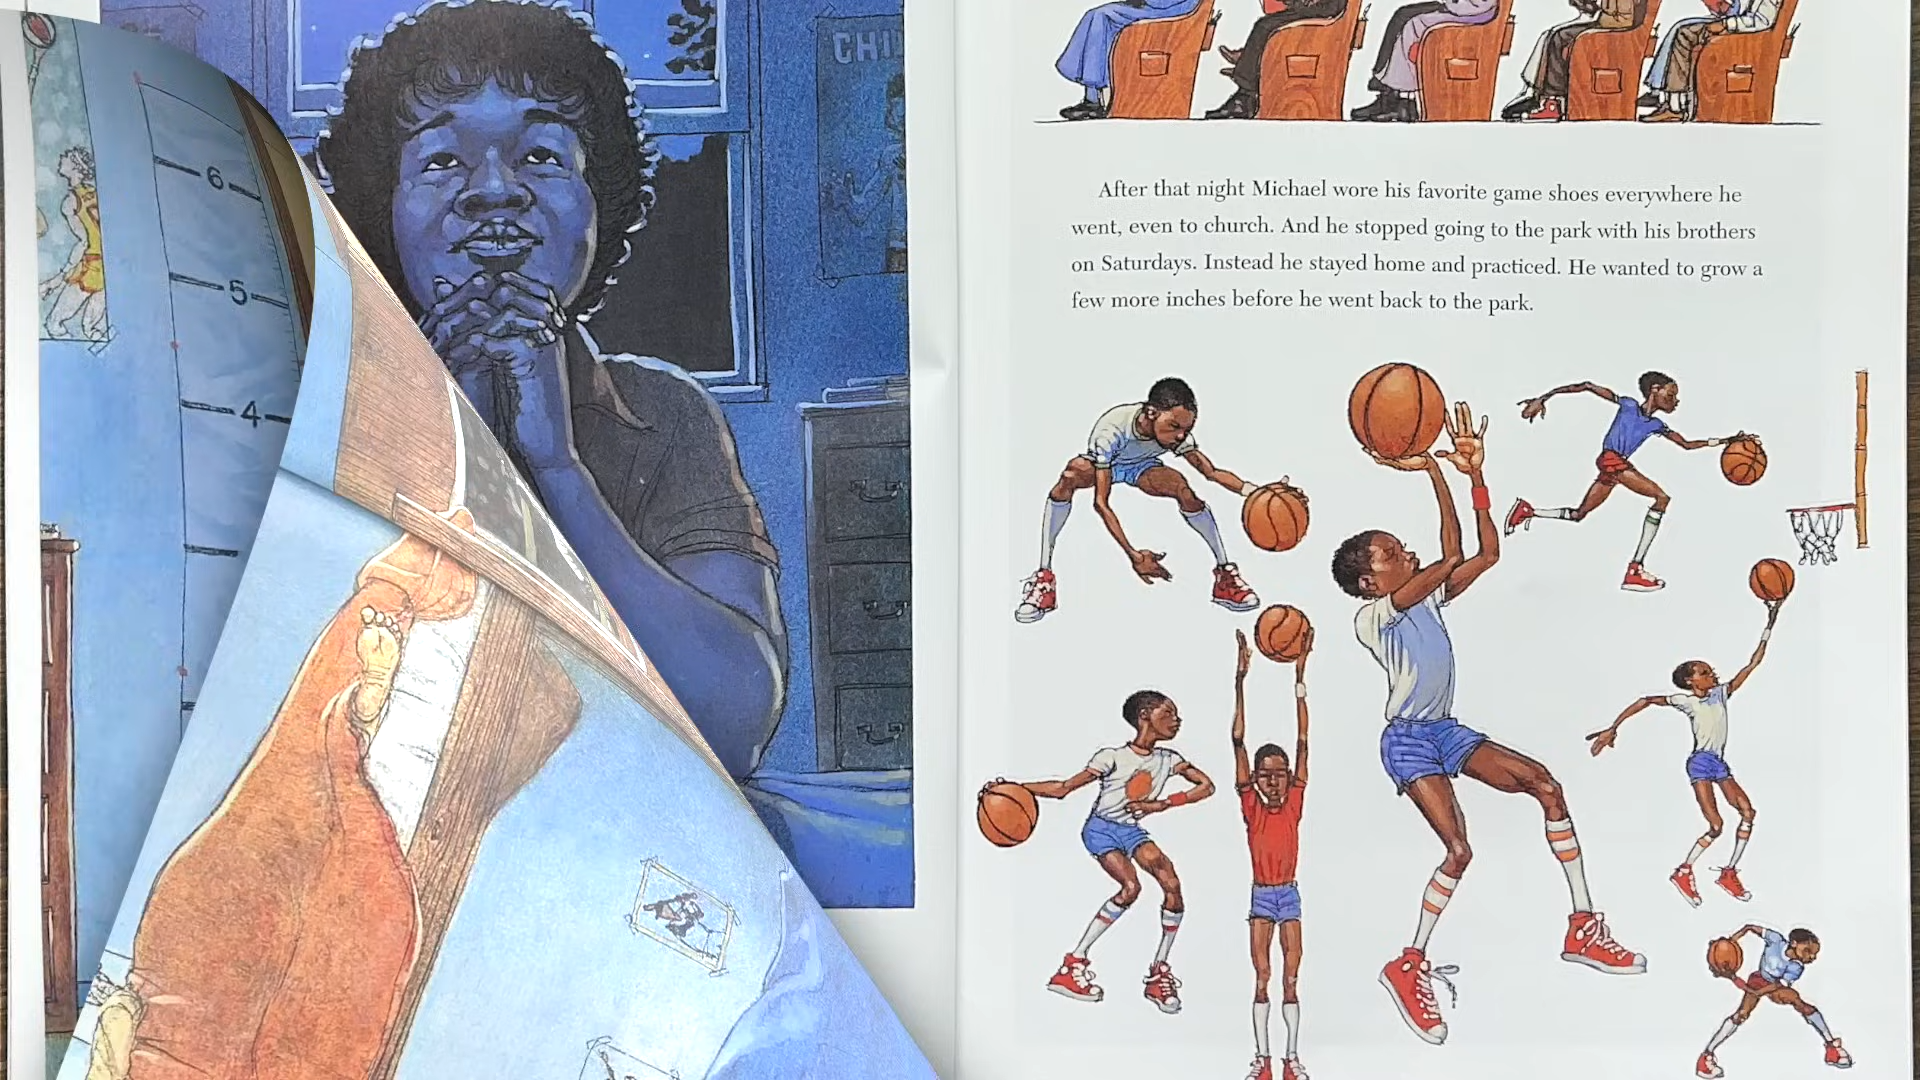 6
5
4
CHI
After that night Michael wore his favorite game shoes everywhere he
went, even to church. And he stopped going to the park with his brothers
on Saturdays. Instead he stayed home and practiced. He wanted to grow a
few more inches before he went back to the park.